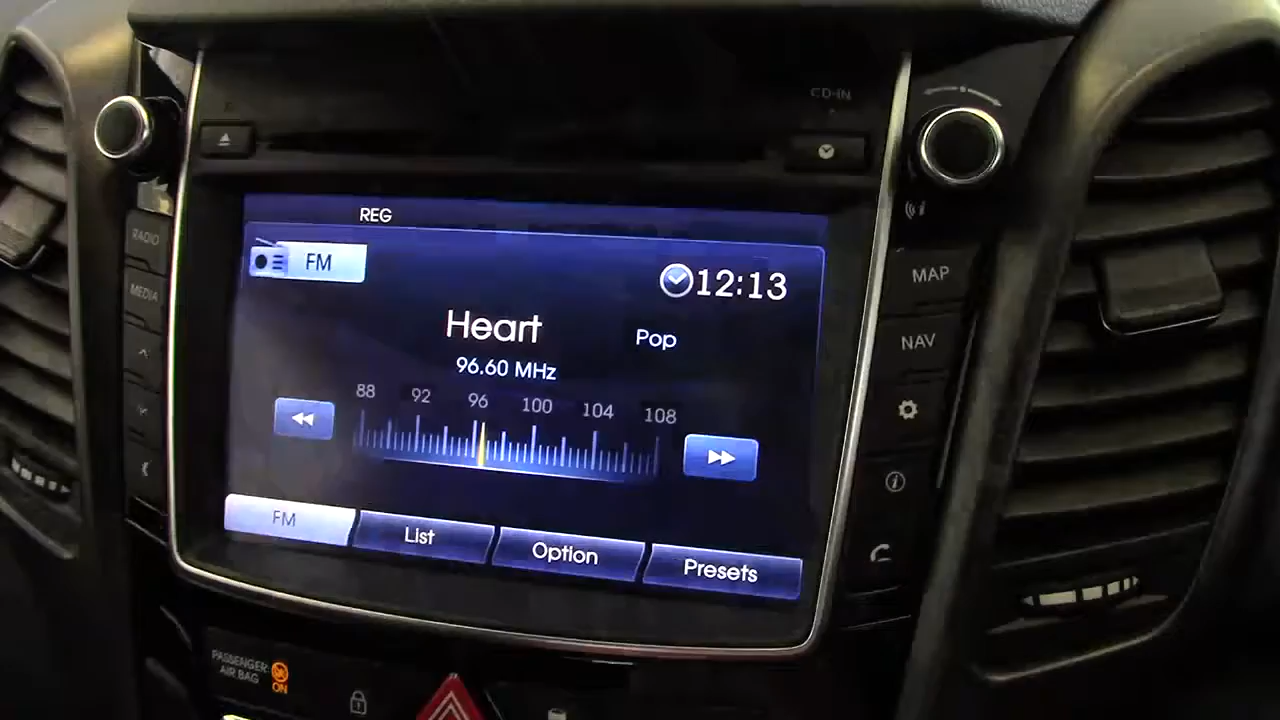 CD-IN
REG
FM
12:13
Heart
Pop
96.60 MHz
88 92 96 100 104 108
FM
List
Option
Presets
RADIO
MEDIA
MAP
NAV
PASSENGER
AIR BAG
ON